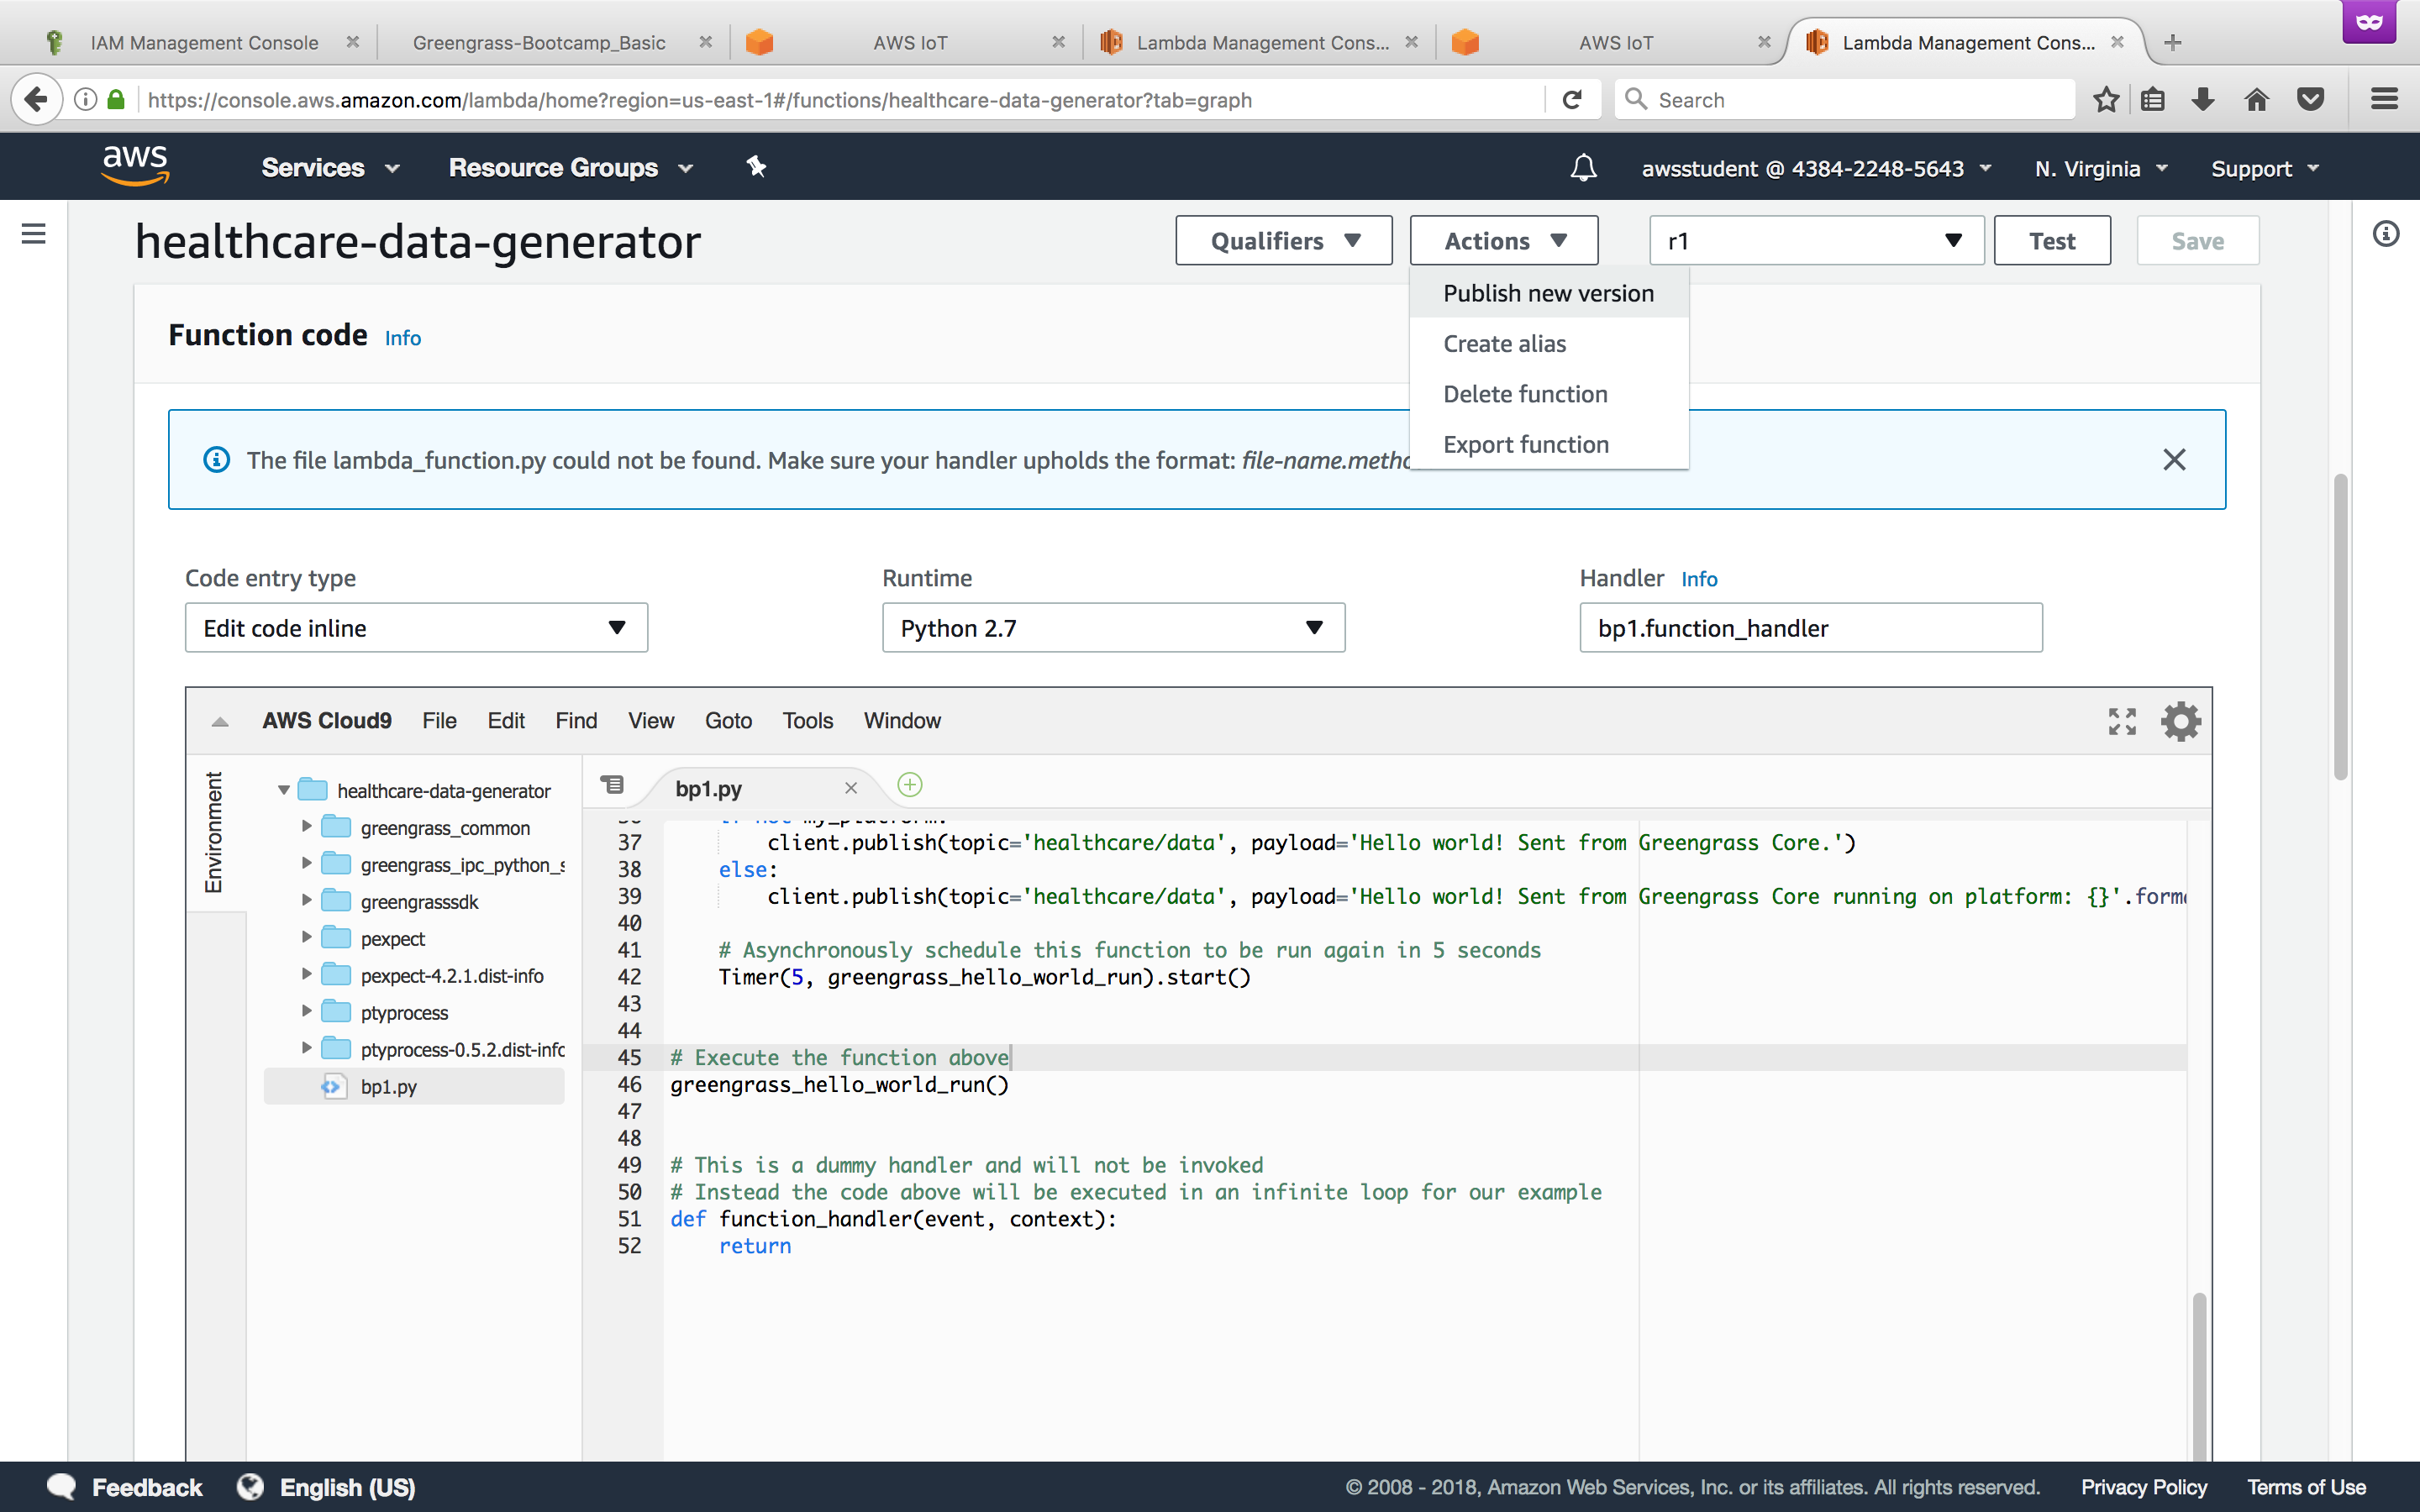 IAM Management Console
Greengrass-Bootcamp_Basic
AWS IoT
Lambda Management Cons...
AWS IoT
Lambda Management Cons...
https://console.aws.amazon.com/lambda/home?region=us-east-1#/functions/healthcare-data-generator?tab=graph
Search
aws
Services
Resource Groups
awsstudent @ 4384-2248-5643
N. Virginia
Support
healthcare-data-generator
Qualifiers
Actions
r1
Test
Save
Publish new version
Create alias
Delete function
Export function
Function code Info
The file lambda_function.py could not be found. Make sure your handler upholds the format: file-name.metho
Code entry type
Edit code inline
Runtime
Python 2.7
Handler Info
bp1.function_handler
AWS Cloud9 File Edit Find View Goto Tools Window
Environment
healthcare-data-generator
greengrass_common
greengrass_ipc_python_s
greengrasssdk
pexpect
pexpect-4.2.1.dist-info
ptyprocess
ptyprocess-0.5.2.dist-info
bp1.py
bp1.py
36 if not my_platform:
37 client.publish(topic='healthcare/data', payload='Hello world! Sent from Greengrass Core.')
38 else:
39 client.publish(topic='healthcare/data', payload='Hello world! Sent from Greengrass Core running on platform: {}'.forma
40
41 # Asynchronously schedule this function to be run again in 5 seconds
42 Timer(5, greengrass_hello_world_run).start()
43
44
45 # Execute the function above
46 greengrass_hello_world_run()
47
48
49 # This is a dummy handler and will not be invoked
50 # Instead the code above will be executed in an infinite loop for our example
51 def function_handler(event, context):
52 return
Feedback
English (US)
© 2008 - 2018, Amazon Web Services, Inc. or its affiliates. All rights reserved.
Privacy Policy
Terms of Use